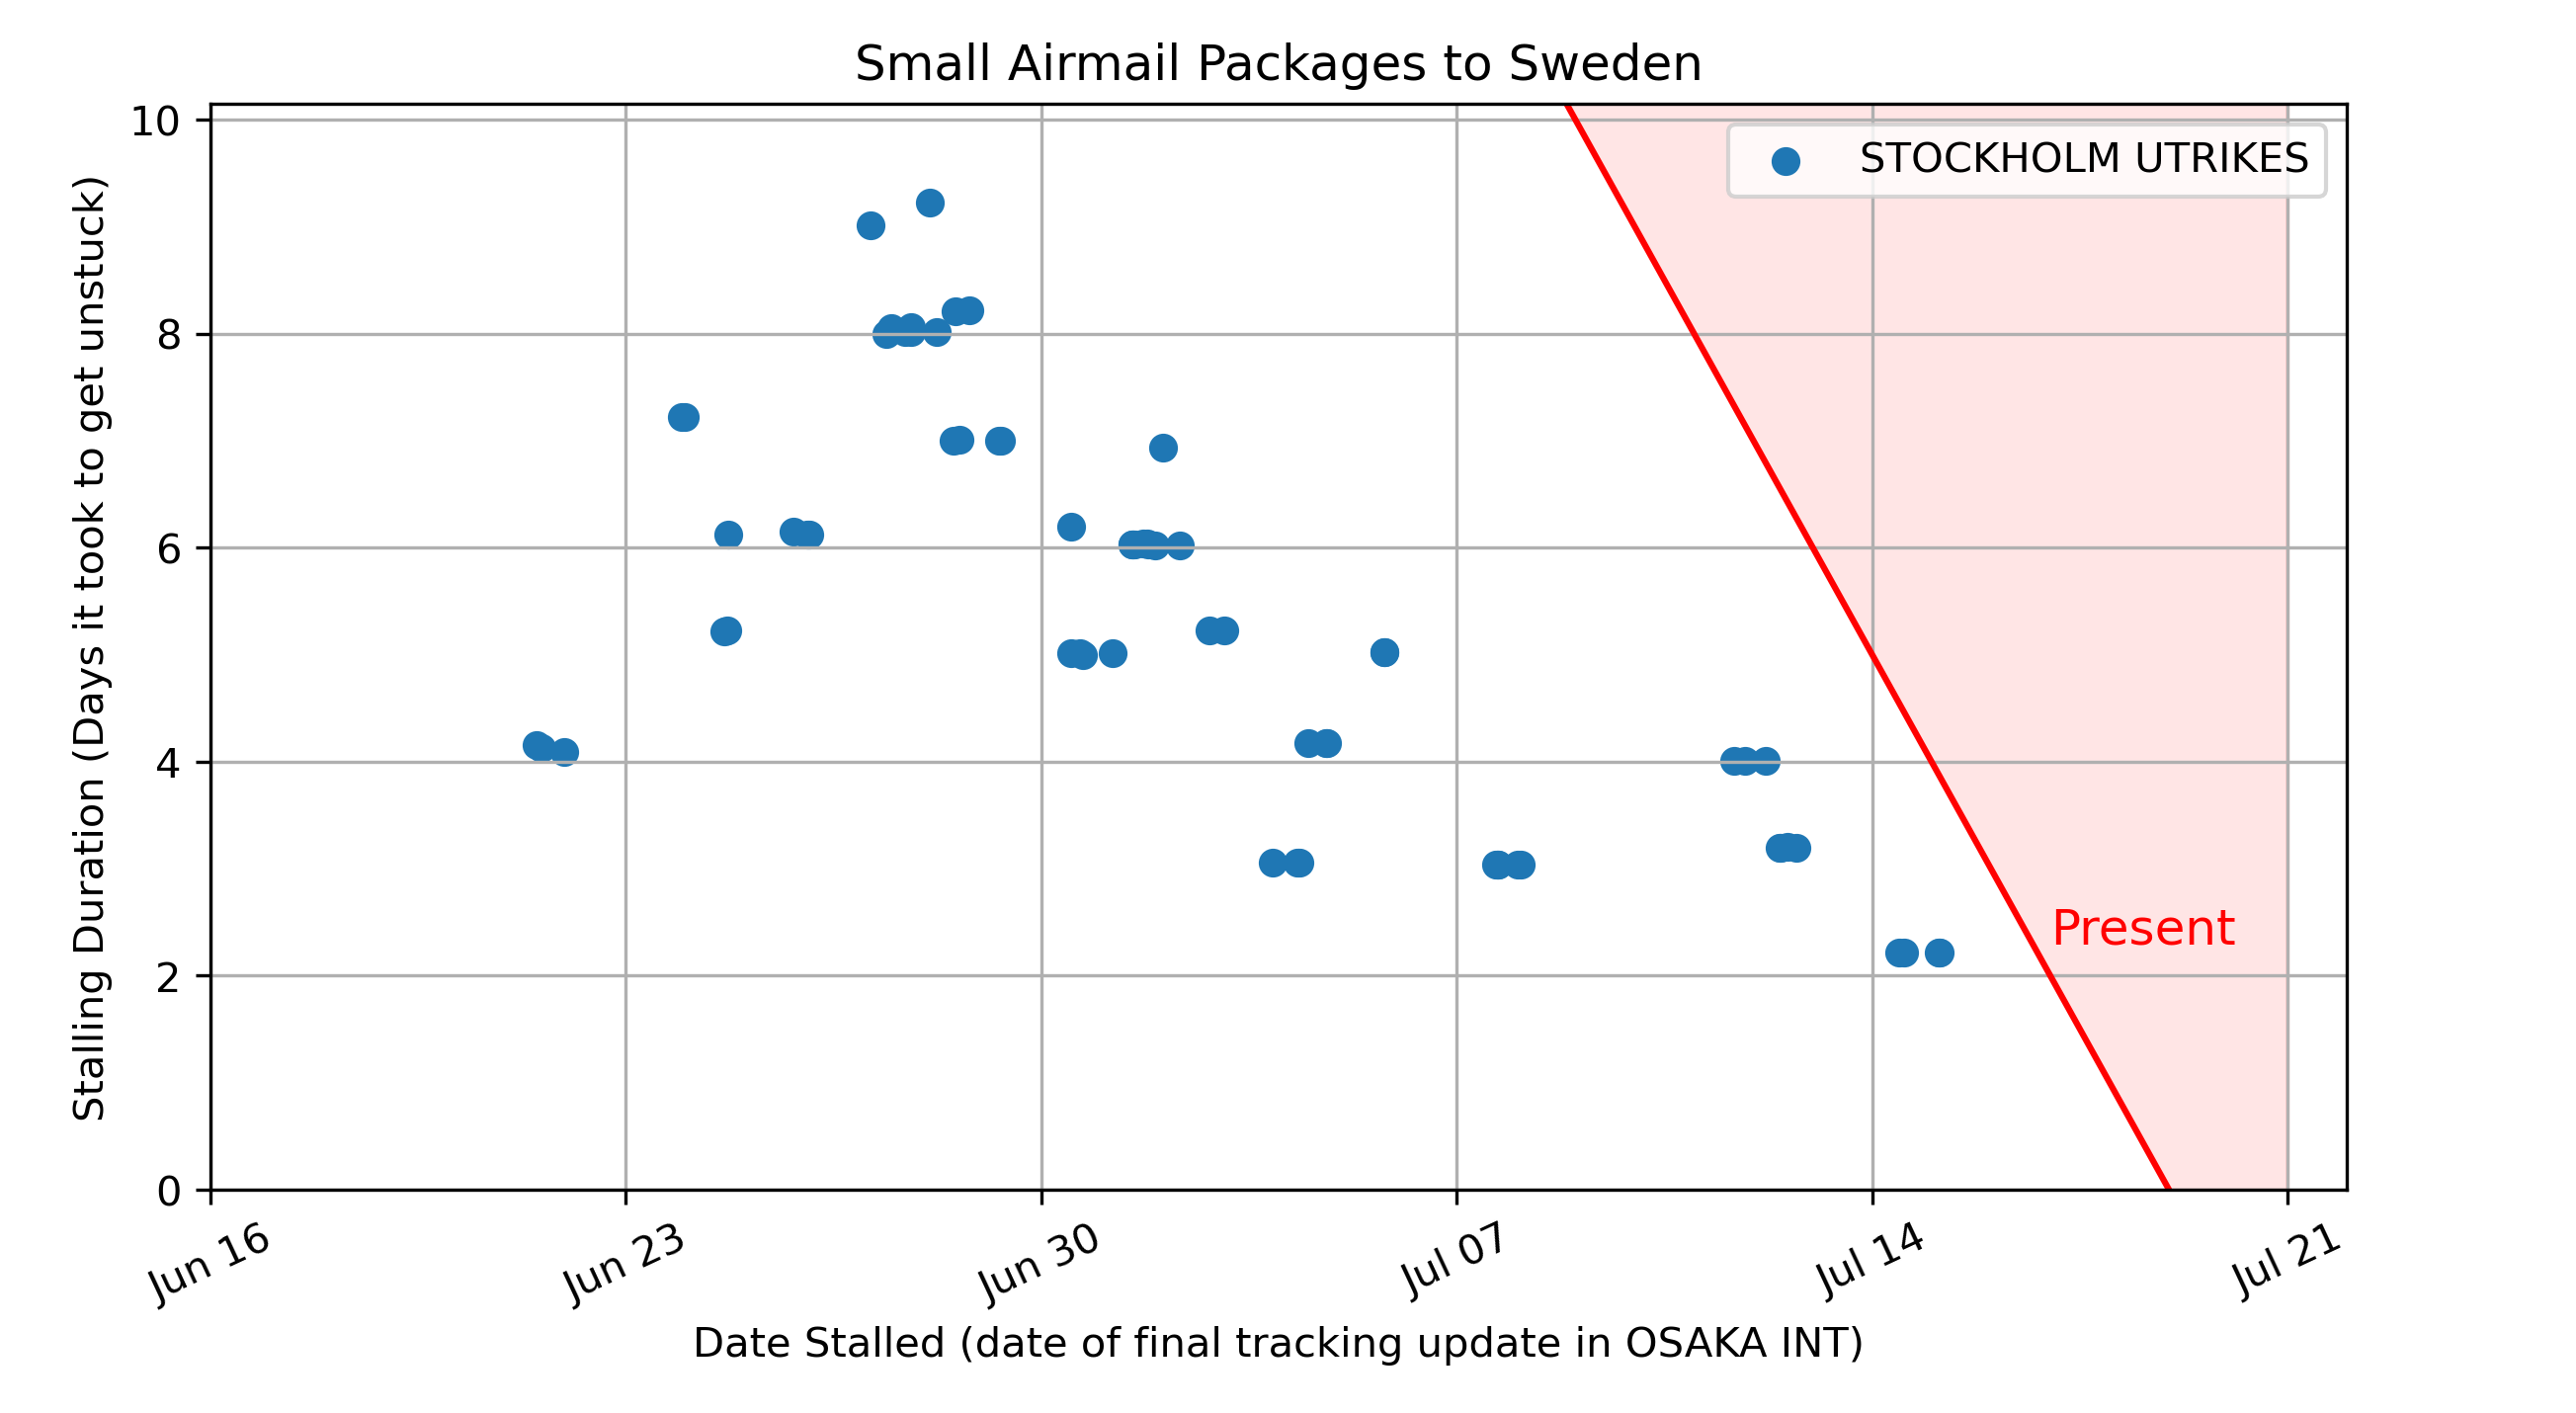 Small Airmail Packages to Sweden
Stalling Duration (Days it took to get unstuck)
10
8
6
4
2
0
STOCKHOLM UTRIKES
Present
Jun 16
Jun 23
Jun 30
Jul 07
Jul 14
Jul 21
Date Stalled (date of final tracking update in OSAKA INT)